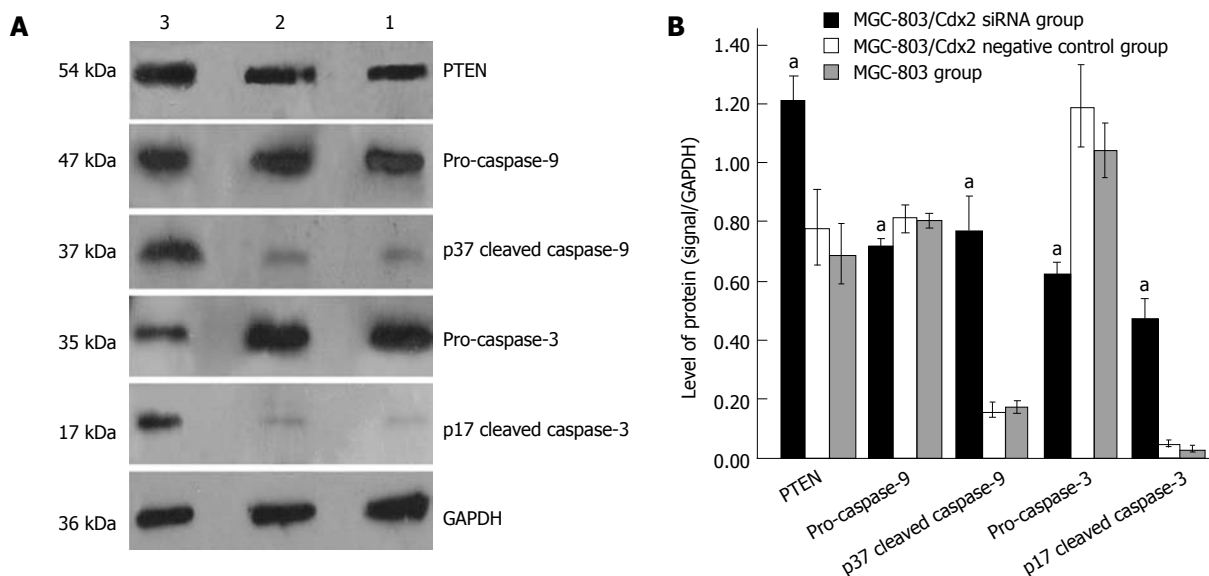 A
3 2 1
54 kDa PTEN
47 kDa Pro-caspase-9
37 kDa p37 cleaved caspase-9
35 kDa Pro-caspase-3
17 kDa p17 cleaved caspase-3
36 kDa GAPDH
B
MGC-803/Cdx2 siRNA group
MGC-803/Cdx2 negative control group
MGC-803 group
Level of protein (signal/GAPDH)
1.40
1.20
1.00
0.80
0.60
0.40
0.20
0.00
a
a
a
a
a
PTEN
Pro-caspase-9
p37 cleaved caspase-9
Pro-caspase-3
p17 cleaved caspase-3